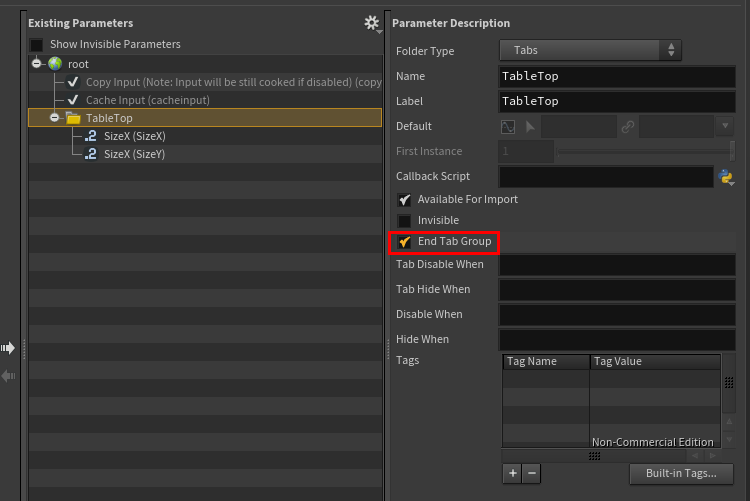 Existing Parameters
Show Invisible Parameters
root
Copy Input (Note: Input will be still cooked if disabled) (copy
Cache Input (cacheinput)
TableTop
SizeX (SizeX)
SizeX (SizeY)
Parameter Description
Folder Type Tabs
Name TableTop
Label TableTop
Default
First Instance 1
Callback Script
Available For Import
Invisible
End Tab Group
Tab Disable When
Tab Hide When
Disable When
Hide When
Tags Tag Name Tag Value
Non-Commercial Edition
+ − Built-in Tags...